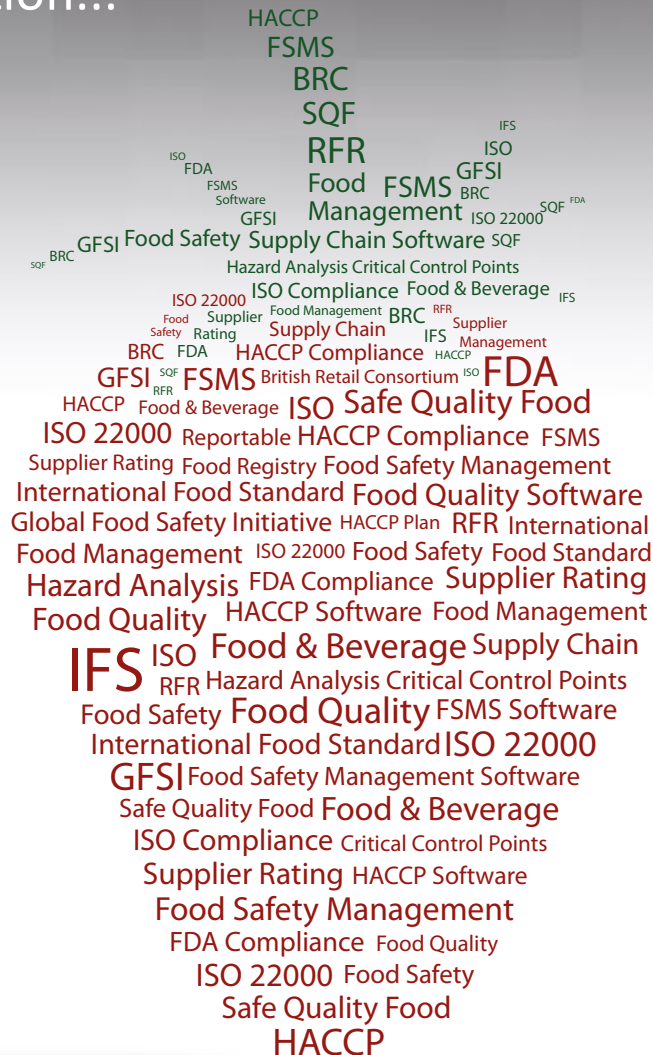 tion...
HACCP
FSMS
BRC
SQF
IFS
RFR
ISO
ISO
FDA
GFSI
Food FSMS BRC
FSMS
Software
SQF FDA
GFSI Management ISO 22000
SQF BRC GFSI Food Safety Supply Chain Software SQF
Hazard Analysis Critical Control Points
ISO Compliance Food & Beverage IFS
ISO 22000
Food Safety Supplier Rating Food Management BRC RFR Supplier Management
Supply Chain IFS
BRC FDA HACCP Compliance HACCP
GFSI SQF RFR FSMS British Retail Consortium ISO FDA
HACCP Food & Beverage ISO Safe Quality Food
ISO 22000 Reportable HACCP Compliance FSMS
Supplier Rating Food Registry Food Safety Management
International Food Standard Food Quality Software
Global Food Safety Initiative HACCP Plan RFR International
Food Management ISO 22000 Food Safety Food Standard
Hazard Analysis FDA Compliance Supplier Rating
Food Quality HACCP Software Food Management
IFS ISO Food & Beverage Supply Chain
RFR Hazard Analysis Critical Control Points
Food Safety Food Quality FSMS Software
International Food Standard ISO 22000
GFSI Food Safety Management Software
Safe Quality Food Food & Beverage
ISO Compliance Critical Control Points
Supplier Rating HACCP Software
Food Safety Management
FDA Compliance Food Quality
ISO 22000 Food Safety
Safe Quality Food
HACCP